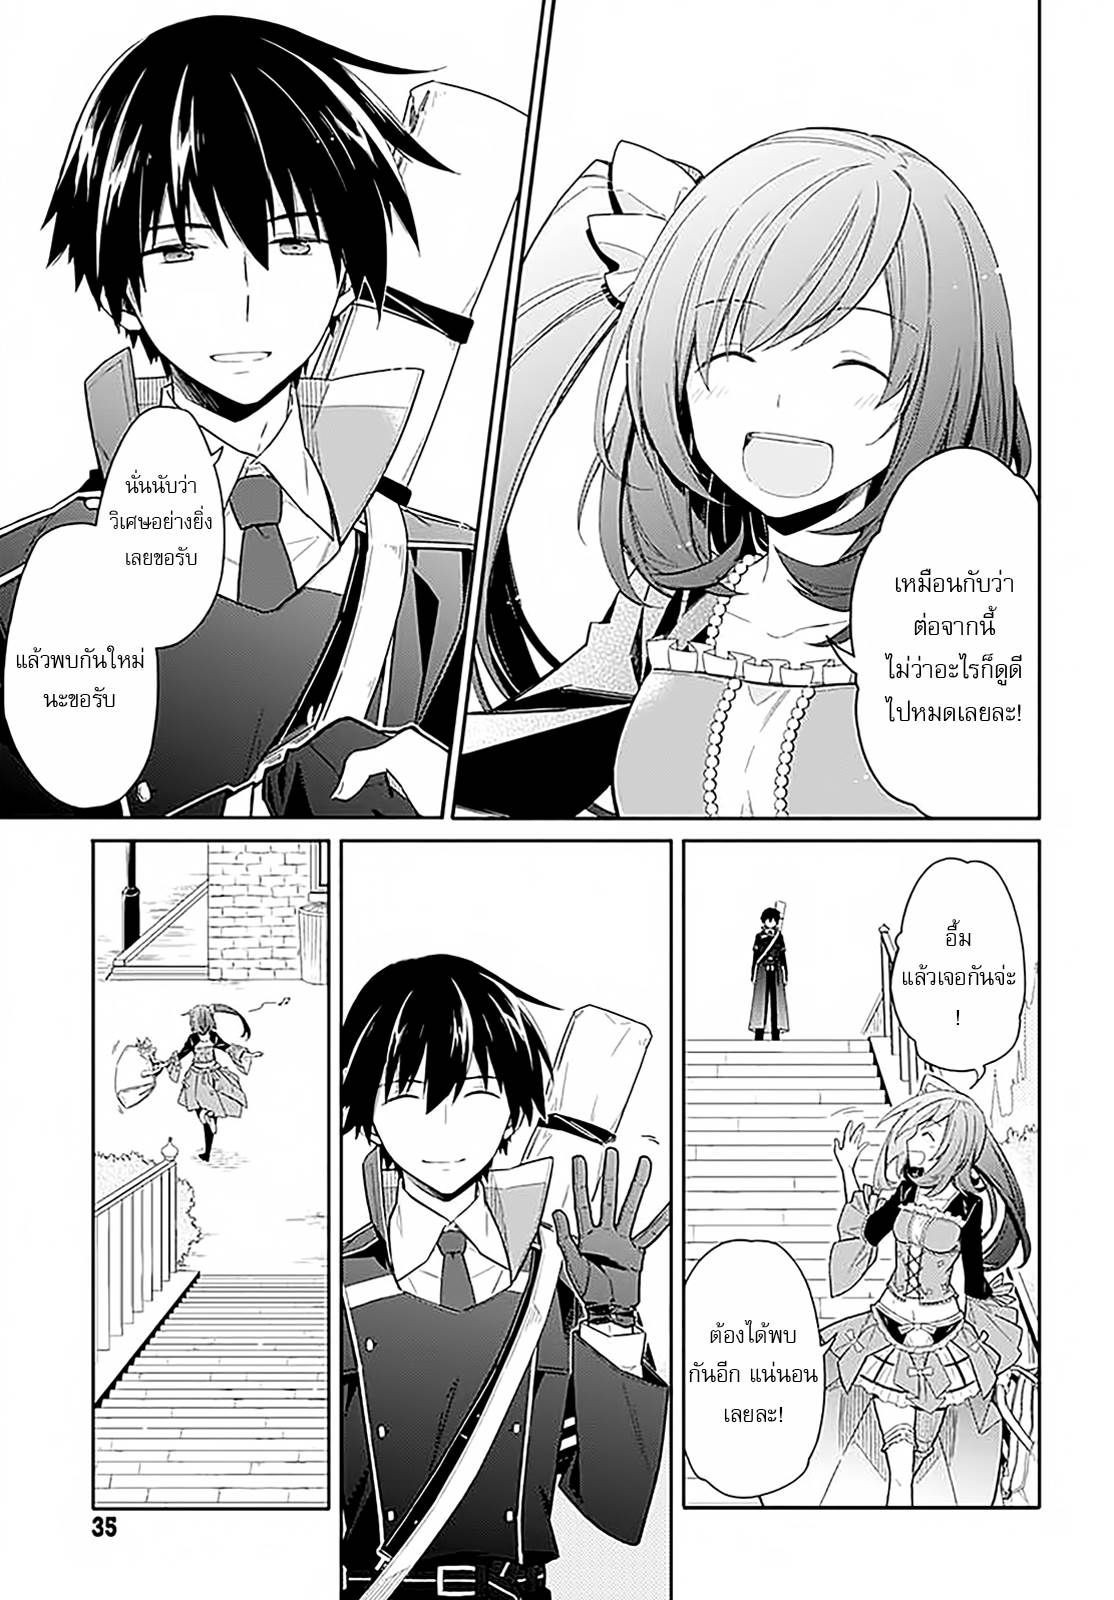 เหมือนกับว่า
ต่อจากนี้
ไม่ว่าอะไรก็ดูดี
ไปหมดเลยละ!
นั่นนับว่า
วิเศษอย่างยิ่ง
เลยขอรับ
แล้วพบกันใหม่
นะขอรับ
อื้ม
แล้วเจอกันจ่ะ
!
ต้องได้พบ
กันอีก แน่นอน
เลยละ!
35